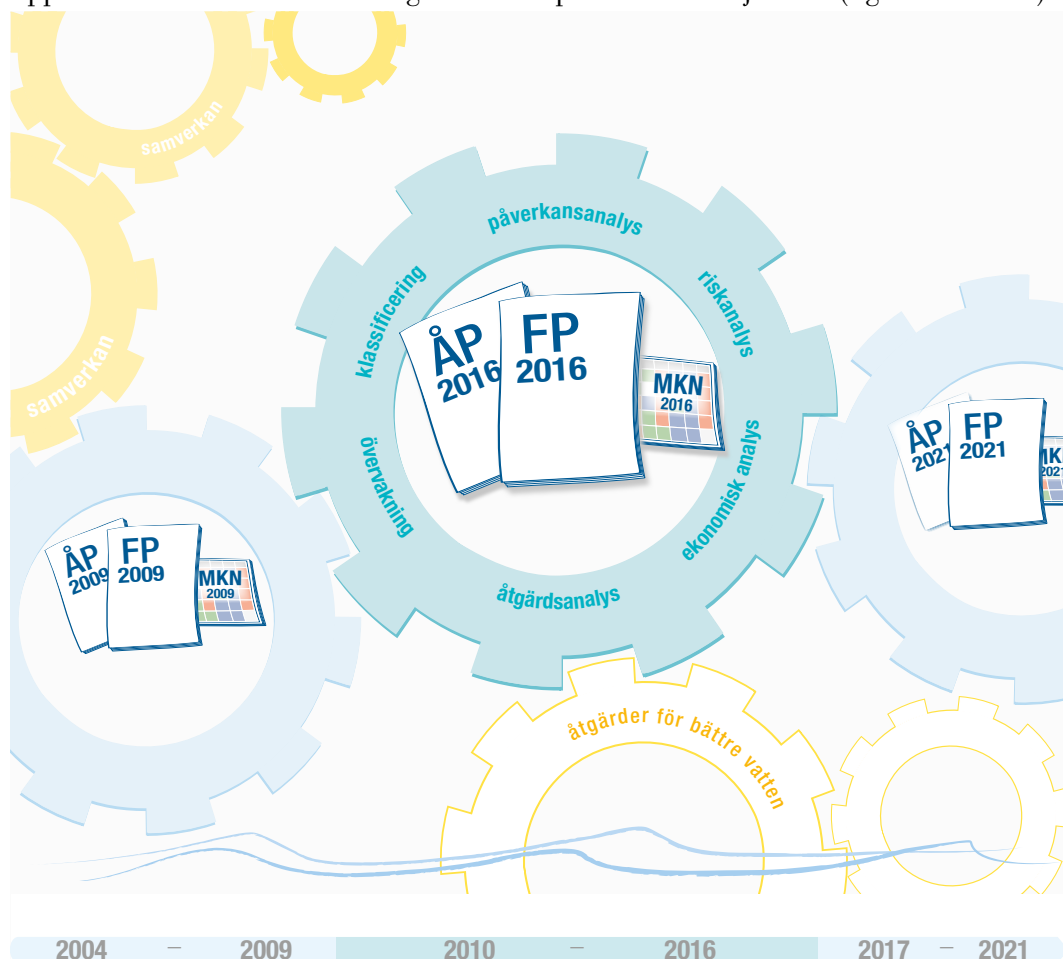 samverkan
samverkan
påverkansanalys
klassificering
riskanalys
övervakning
ekonomisk analys
åtgärdsanalys
ÅP
2016
FP
2016
MKN
2016
ÅP
2009
FP
2009
MKN
2009
ÅP
2021
FP
2021
2021
åtgärder för bättre vatten
2004 – 2009 2010 – 2016 2017 – 2021